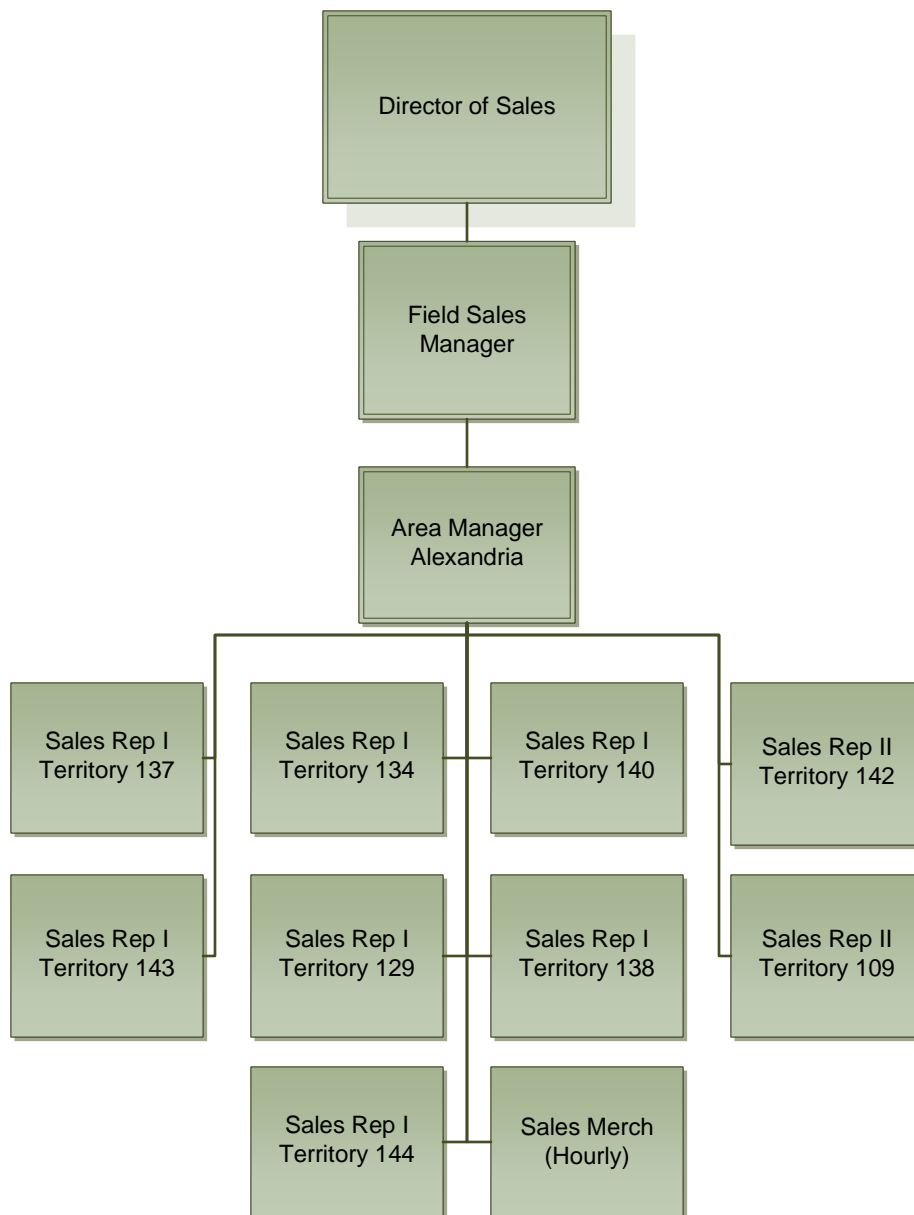 Director of Sales
Field Sales
Manager
Area Manager
Alexandria
Sales Rep I
Territory 137
Sales Rep I
Territory 134
Sales Rep I
Territory 140
Sales Rep II
Territory 142
Sales Rep I
Territory 143
Sales Rep I
Territory 129
Sales Rep I
Territory 138
Sales Rep II
Territory 109
Sales Rep I
Territory 144
Sales Merch
(Hourly)